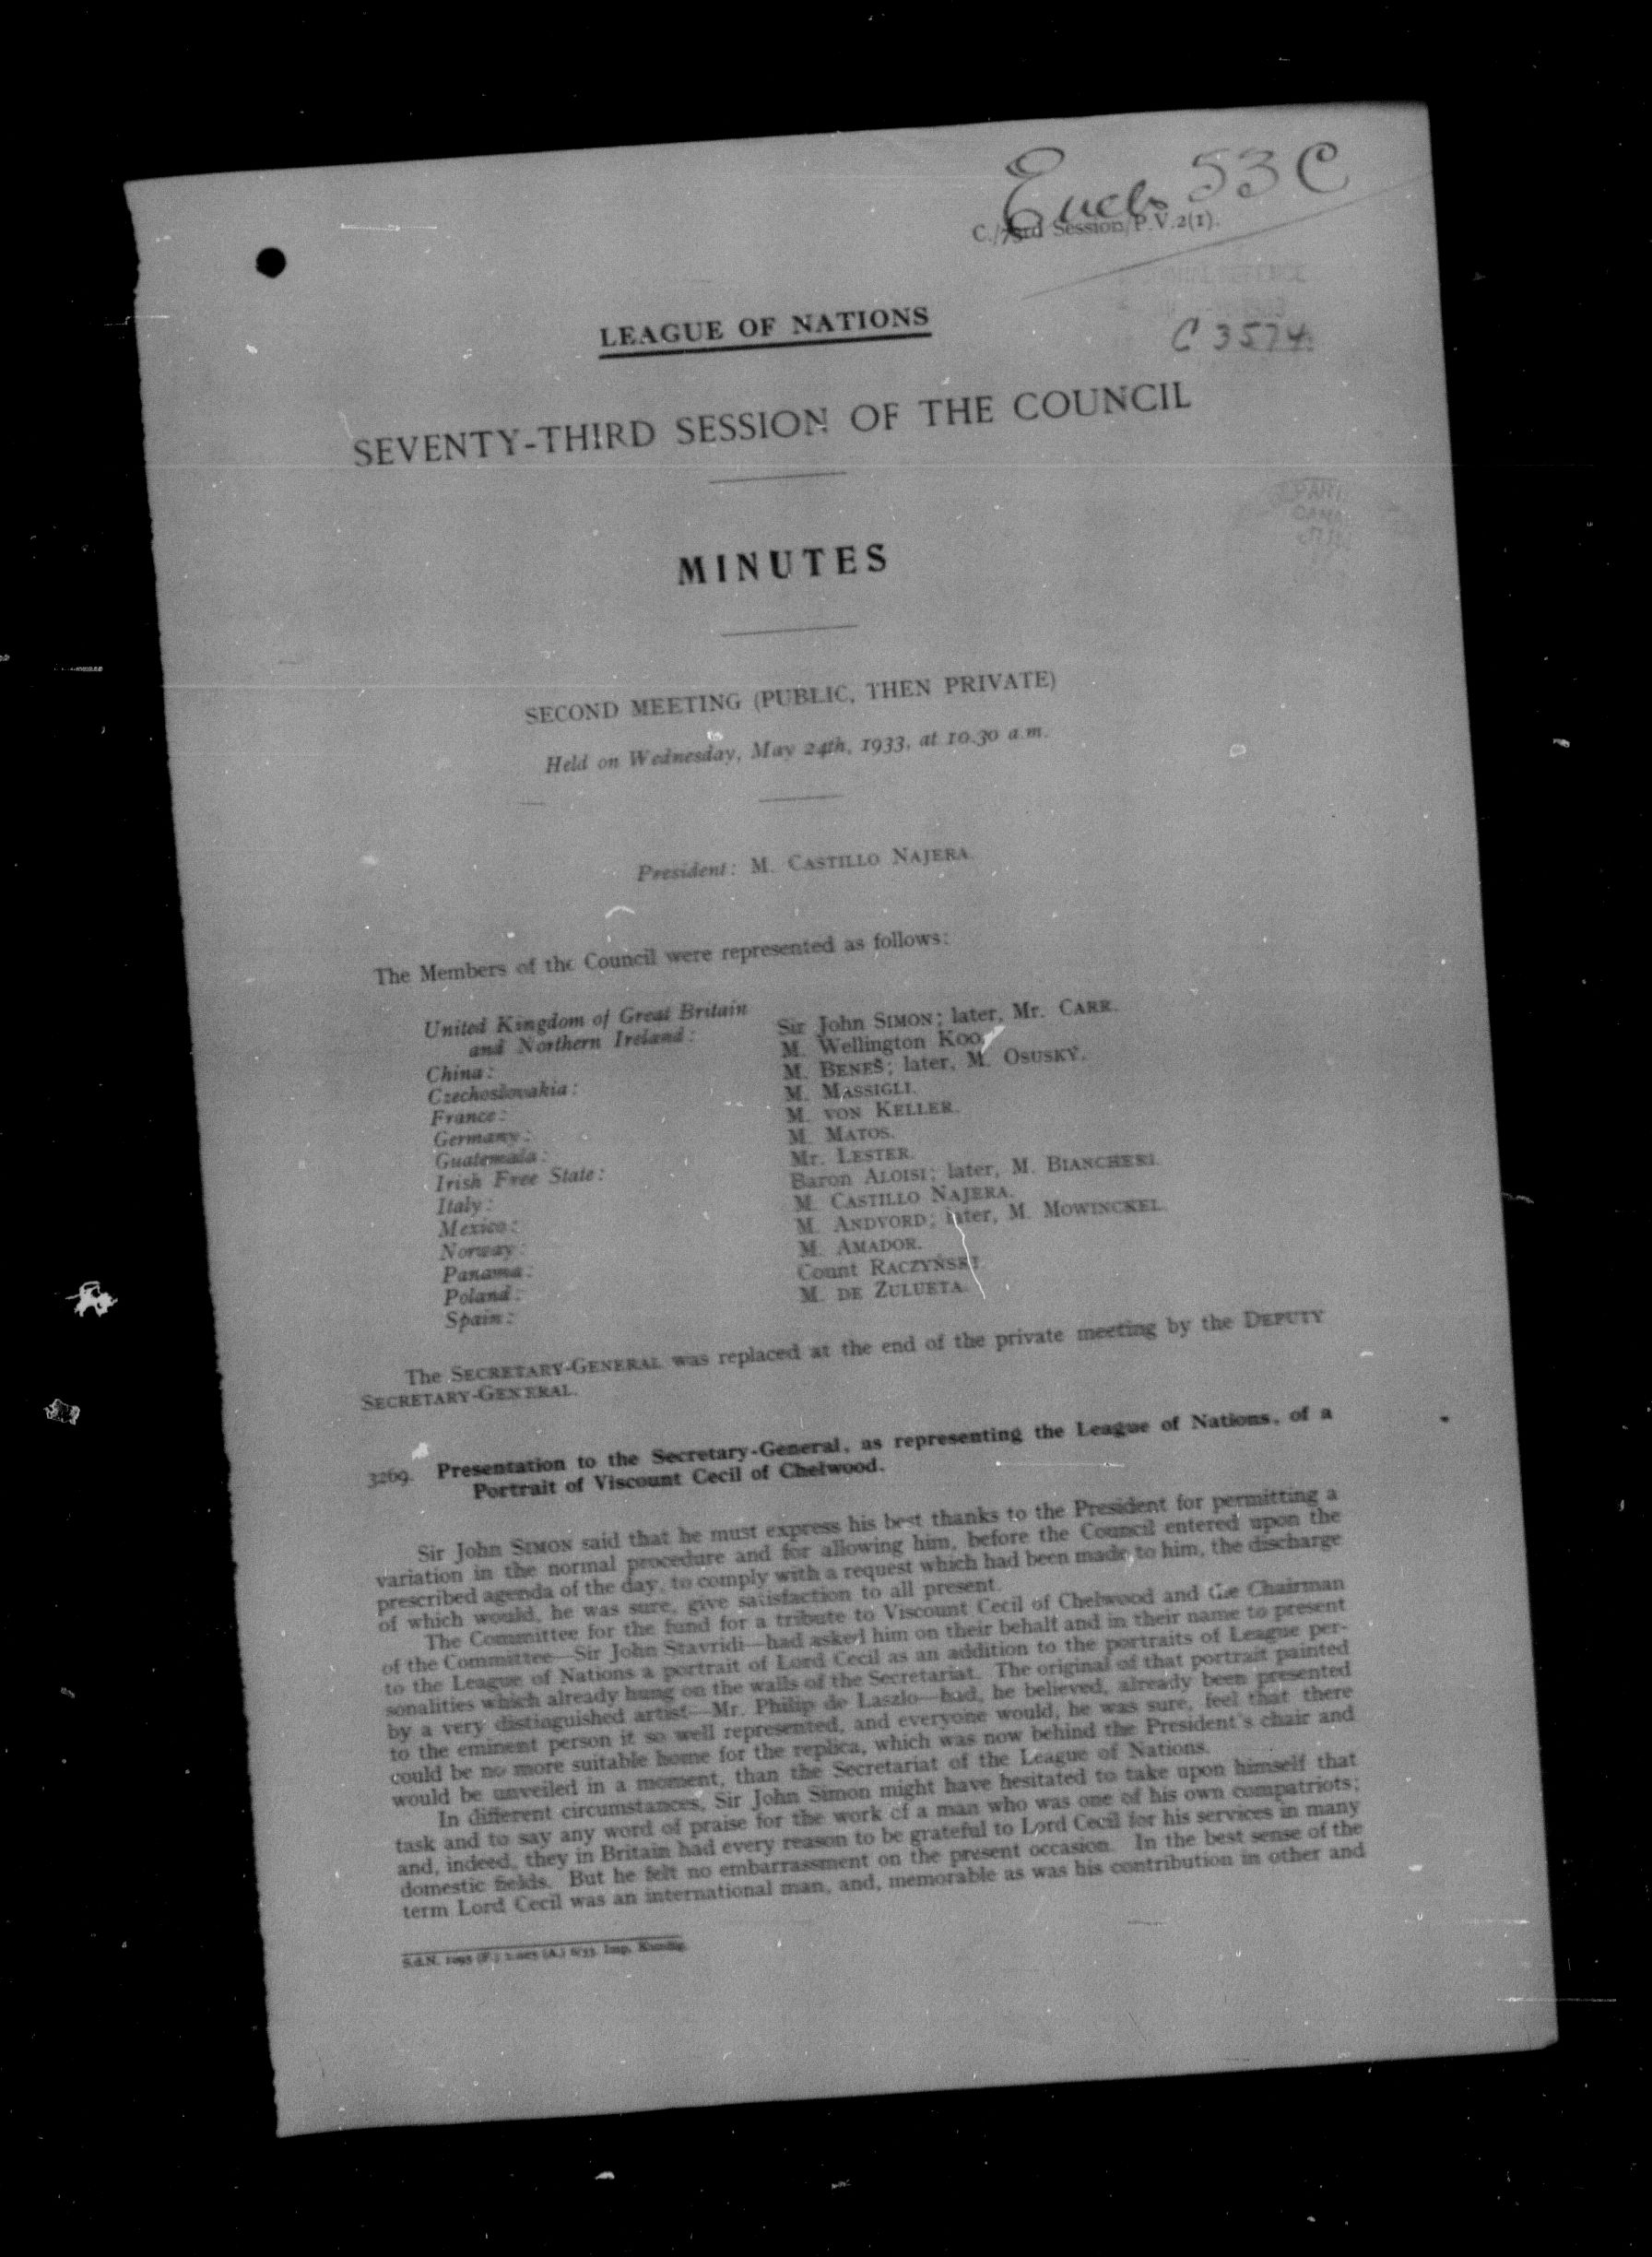 Encl. 53 C
C./73rd Session/P.V.2(1).
DEFENCE
C 3574
LEAGUE OF NATIONS
SEVENTY-THIRD SESSION OF THE COUNCIL
MINUTES
SECOND MEETING (PUBLIC, THEN PRIVATE)
Held on Wednesday, May 24th, 1933, at 10.30 a.m.
President: M. CASTILLO NAJERA.
The Members of the Council were represented as follows:
United Kingdom of Great Britain
and Northern Ireland: Sir John SIMON; later, Mr. CARR.
China: M. Wellington KOO.
Czechoslovakia: M. BENEŠ; later, M. OSUSKÝ.
France: M. MASSIGLI.
Germany: M. VON KELLER.
Guatemala: M. MATOS.
Irish Free State: Mr. LESTER.
Italy: Baron ALOISI; later, M. BIANCHERI.
Mexico: M. CASTILLO NAJERA.
Norway: M. ANDVORD; later, M. MOWINCKEL.
Panama: M. AMADOR.
Poland: Count RACZYŃSKI.
Spain: M. DE ZULUETA.
The SECRETARY-GENERAL was replaced at the end of the private meeting by the DEPUTY
SECRETARY-GENERAL.
3269. Presentation to the Secretary-General, as representing the League of Nations, of a
Portrait of Viscount Cecil of Chelwood.
Sir John SIMON said that he must express his best thanks to the President for permitting a
variation in the normal procedure and for allowing him, before the Council entered upon the
prescribed agenda of the day, to comply with a request which had been made to him, the discharge
of which would, he was sure, give satisfaction to all present.
The Committee for the fund for a tribute to Viscount Cecil of Chelwood and the Chairman
of the Committee—Sir John Stavridi—had asked him on their behalf and in their name to present
to the League of Nations a portrait of Lord Cecil as an addition to the portraits of League per-
sonalities which already hung on the walls of the Secretariat. The original of that portrait painted
by a very distinguished artist—Mr. Philip de Laszlo—had, he believed, already been presented
to the eminent person it so well represented, and everyone would, he was sure, feel that there
could be no more suitable home for the replica, which was now behind the President's chair and
would be unveiled in a moment, than the Secretariat of the League of Nations.
In different circumstances, Sir John Simon might have hesitated to take upon himself that
task and to say any word of praise for the work of a man who was one of his own compatriots;
and, indeed, they in Britain had every reason to be grateful to Lord Cecil for his services in many
domestic fields. But he felt no embarrassment on the present occasion. In the best sense of the
term Lord Cecil was an international man, and, memorable as was his contribution in other and
S.d.N. 1095 (F.) (A.) 6/33. Imp. Kundig.